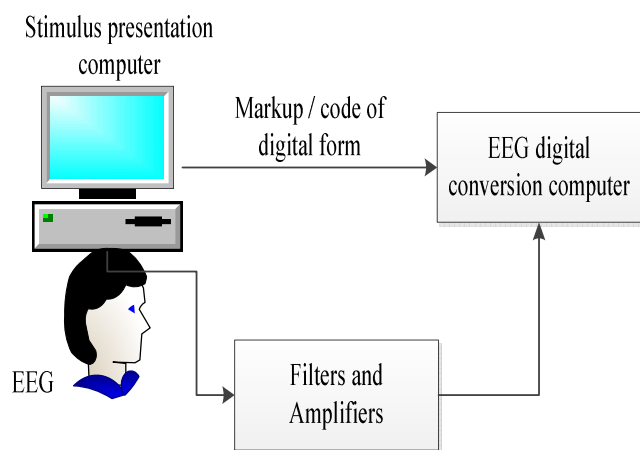 Stimulus presentation
computer
Markup / code of
digital form
EEG digital
conversion computer
EEG
Filters and
Amplifiers